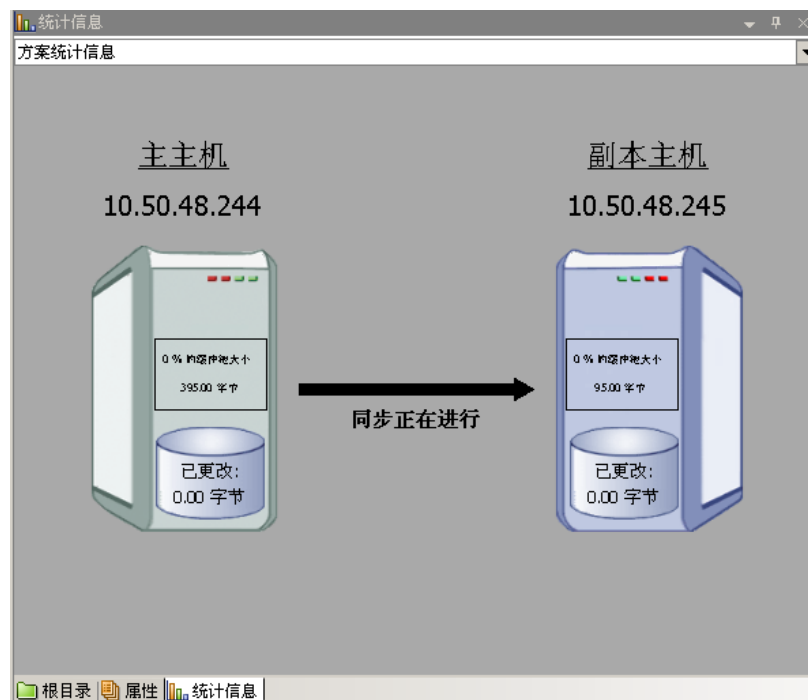 统计信息
方案统计信息
主主机
副本主机
10.50.48.244
10.50.48.245
0 % 的缓冲池大小
395.00 字节
0 % 的缓冲池大小
95.00 字节
同步正在进行
已更改:
0.00 字节
已更改:
0.00 字节
根目录 属性 统计信息